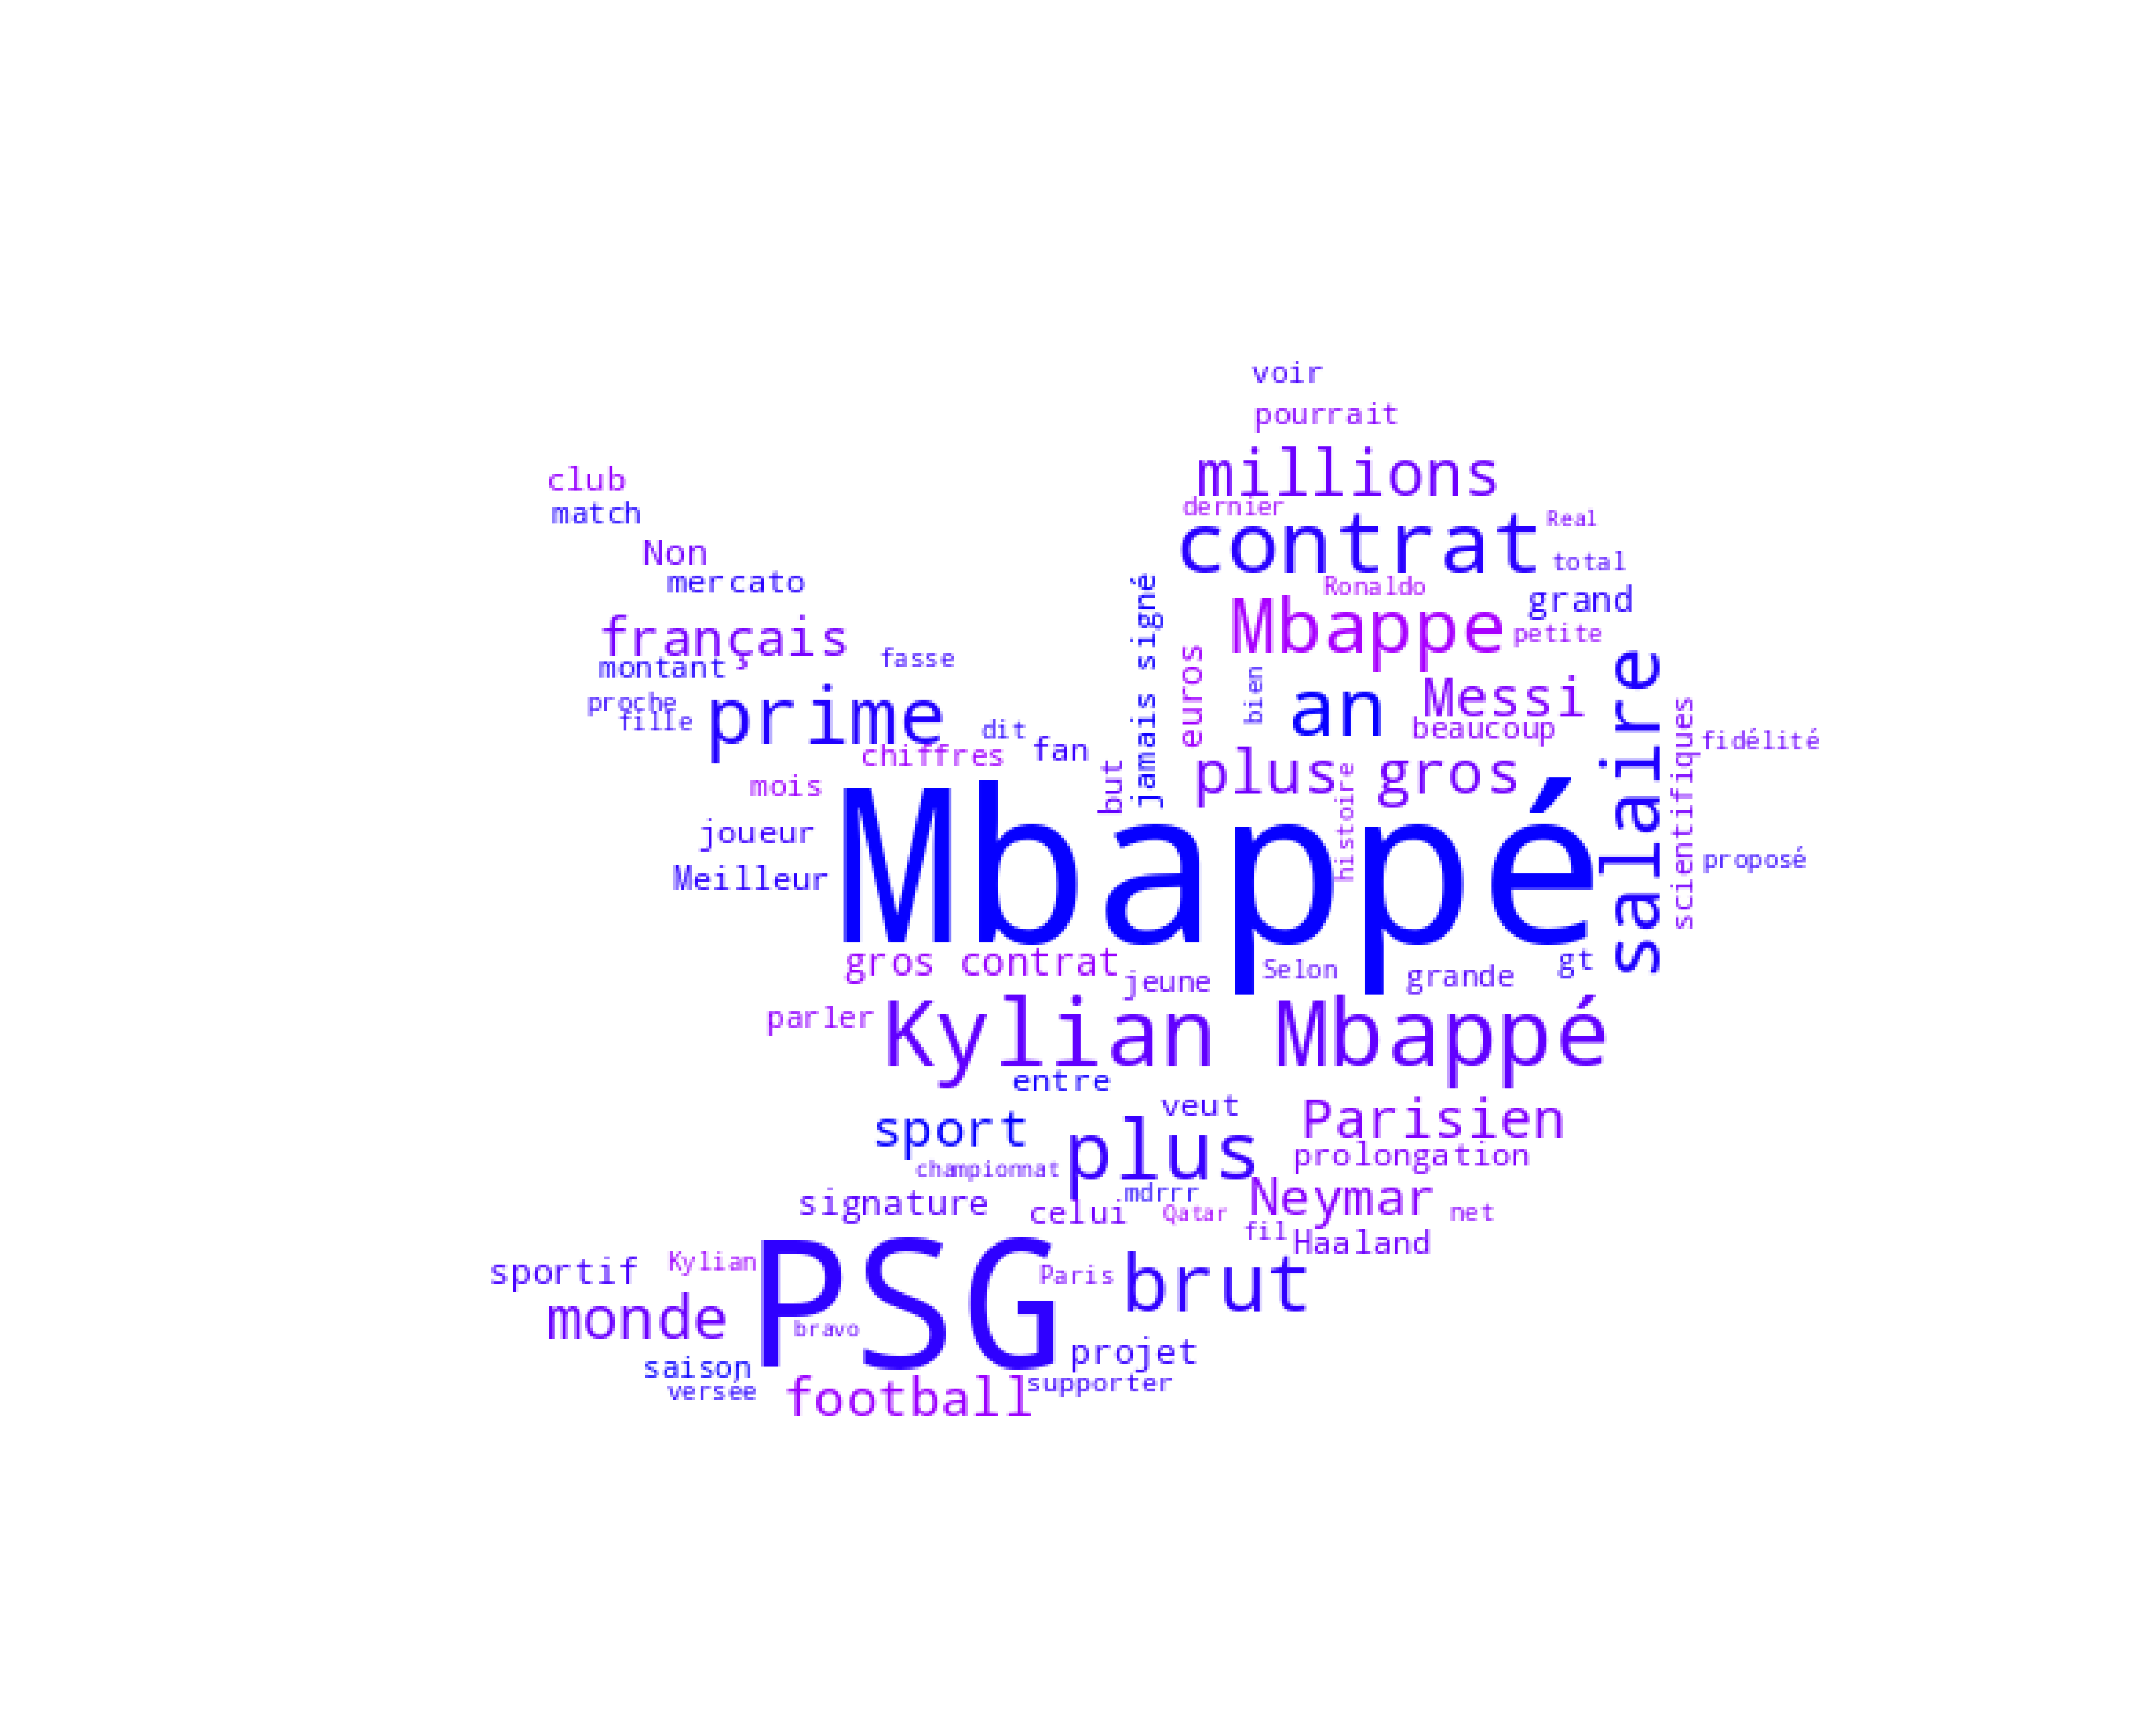 voir
pourrait
millions
club
dernier
Real
match
contrat
Non
total
mercato
Ronaldo
grand
français
Mbappe
petite
jamais signé
montant
fasse
euros
bien
an
Messi
salaire
proche
fille
prime
dit
beaucoup
scientifiques
fidélité
chiffres
fan
plus gros
mois
but
histoire
joueur
Mbappé
proposé
Meilleur
gros contrat
jeune
Selon
grande
gt
parler
Kylian Mbappé
entre
veut
Parisien
sport
plus
prolongation
championnat
mdrrr
Neymar
signature
celui
Qatar
net
fil
Haaland
sportif
Kylian
PSG
Paris
brut
monde
bravo
projet
saison
versée
football
supporter